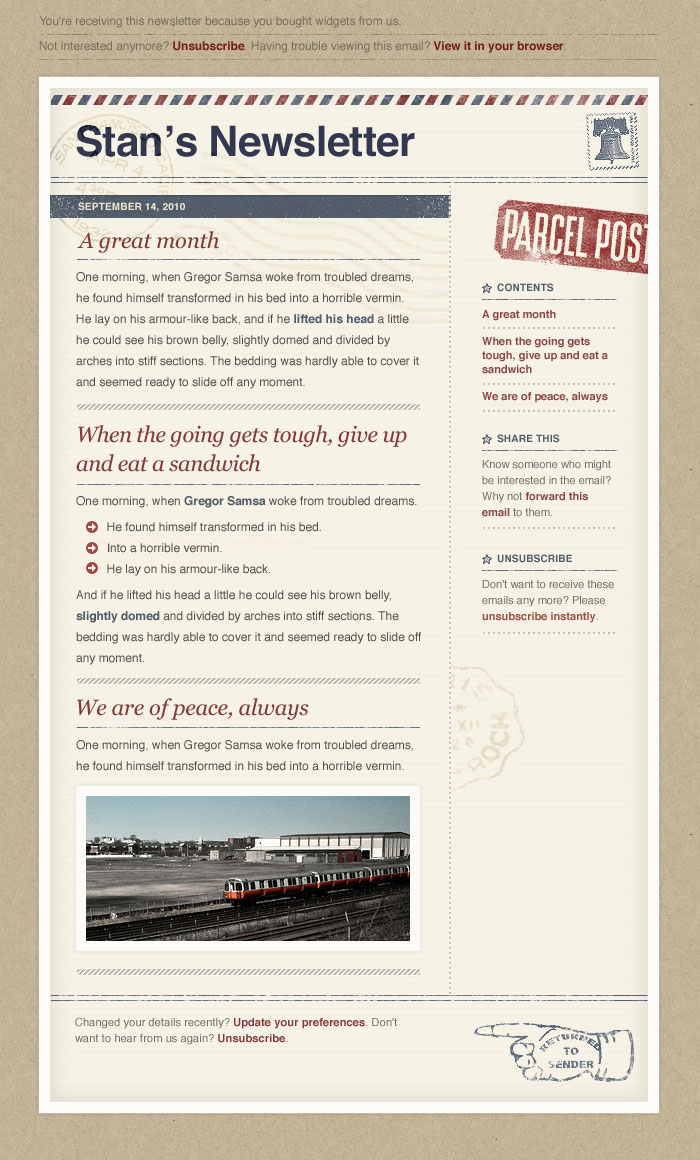 You're receiving this newsletter because you bought widgets from us.
Not interested anymore? Unsubscribe. Having trouble viewing this email? View it in your browser
Stan's Newsletter
APR 4
SEPTEMBER 14, 2010
A great month
One morning, when Gregor Samsa woke from troubled dreams,
he found himself transformed in his bed into a horrible vermin.
He lay on his armour-like back, and if he lifted his head a little
he could see his brown belly, slightly domed and divided by
arches into stiff sections. The bedding was hardly able to cover it
and seemed ready to slide off any moment.
When the going gets tough, give up
and eat a sandwich
One morning, when Gregor Samsa woke from troubled dreams.
He found himself transformed in his bed.
Into a horrible vermin.
He lay on his armour-like back.
And if he lifted his head a little he could see his brown belly,
slightly domed and divided by arches into stiff sections. The
bedding was hardly able to cover it and seemed ready to slide off
any moment.
We are of peace, always
One morning, when Gregor Samsa woke from troubled dreams,
he found himself transformed in his bed into a horrible vermin.
PARCEL POST
CONTENTS
A great month
When the going gets
tough, give up and eat a
sandwich
We are of peace, always
SHARE THIS
Know someone who might
be interested in the email?
Why not forward this
email to them.
UNSUBSCRIBE
Don't want to receive these
emails any more? Please
unsubscribe instantly.
Changed your details recently? Update your preferences. Don't
want to hear from us again? Unsubscribe.
RETURNED
TO
SENDER